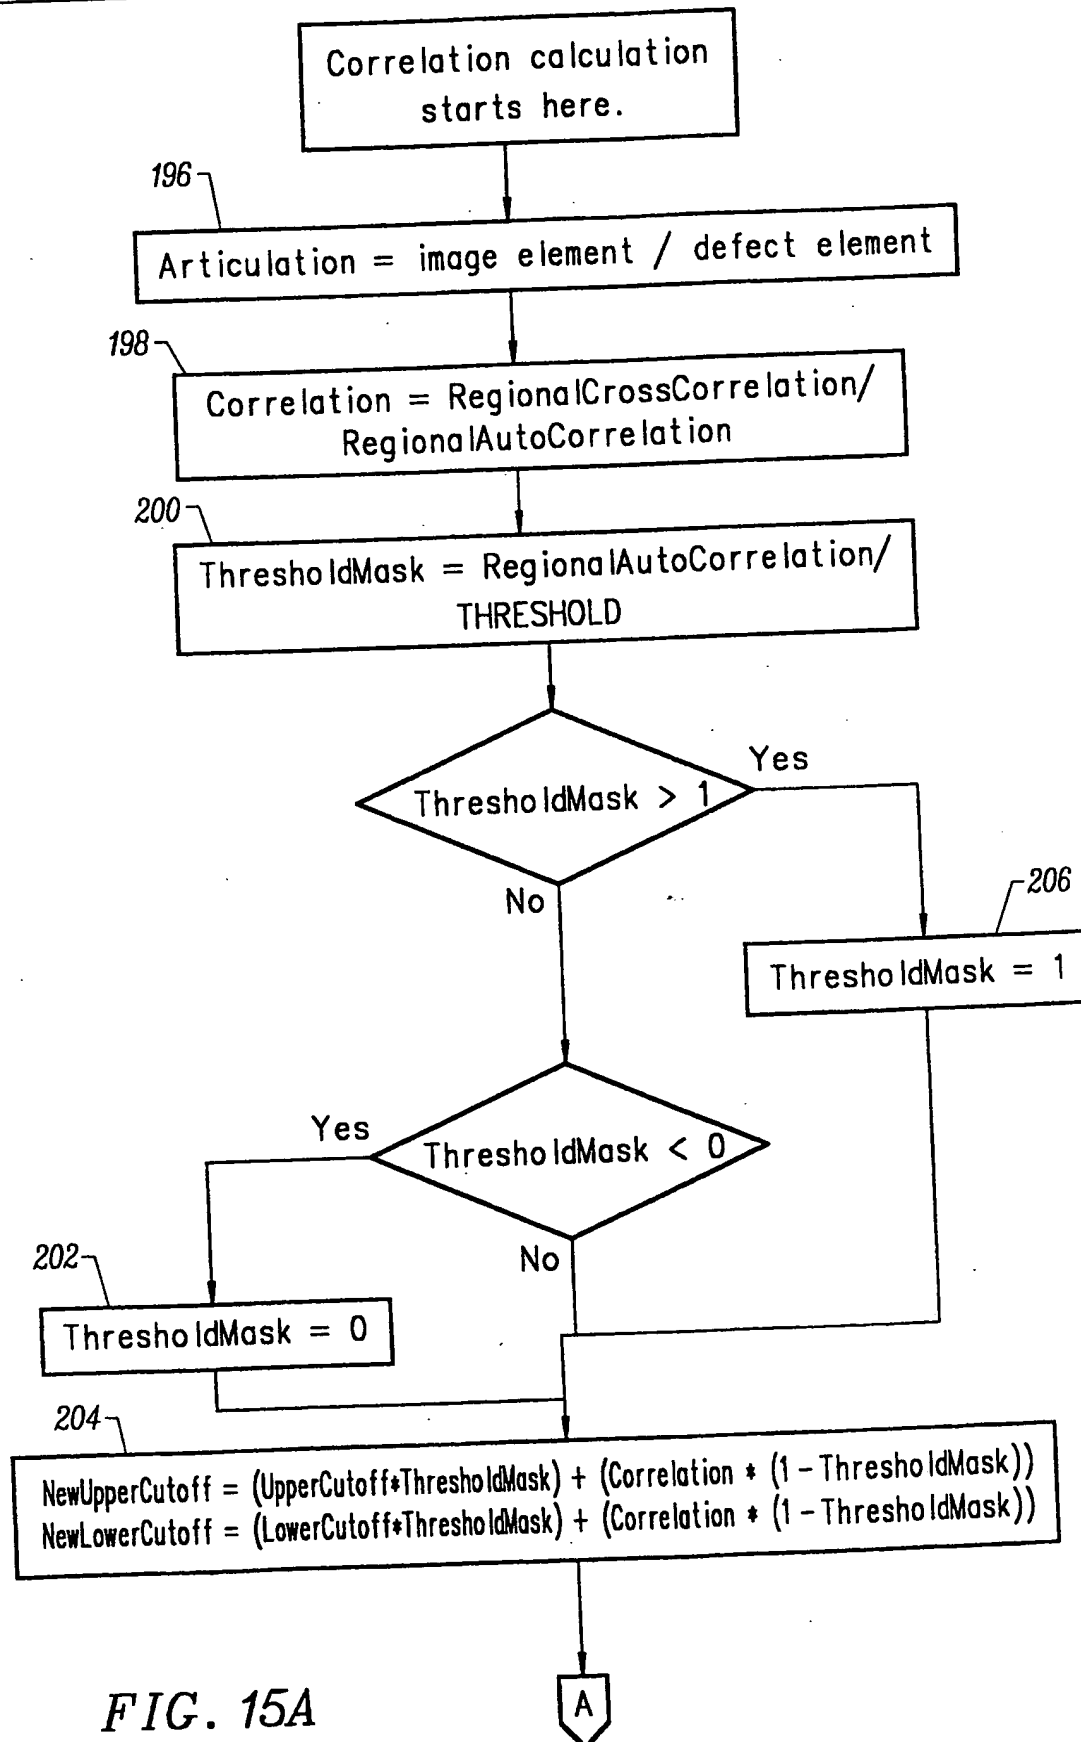 Correlation calculation
starts here.
196
Articulation = image element / defect element
198
Correlation = RegionalCrossCorrelation/
RegionalAutoCorrelation
200
ThresholdMask = RegionalAutoCorrelation/
THRESHOLD
ThresholdMask > 1
Yes
No
206
ThresholdMask = 1
Yes
ThresholdMask < 0
No
202
ThresholdMask = 0
204
NewUpperCutoff = (UpperCutoff*ThresholdMask) + (Correlation * (1-ThresholdMask))
NewLowerCutoff = (LowerCutoff*ThresholdMask) + (Correlation * (1-ThresholdMask))
A
FIG. 15A